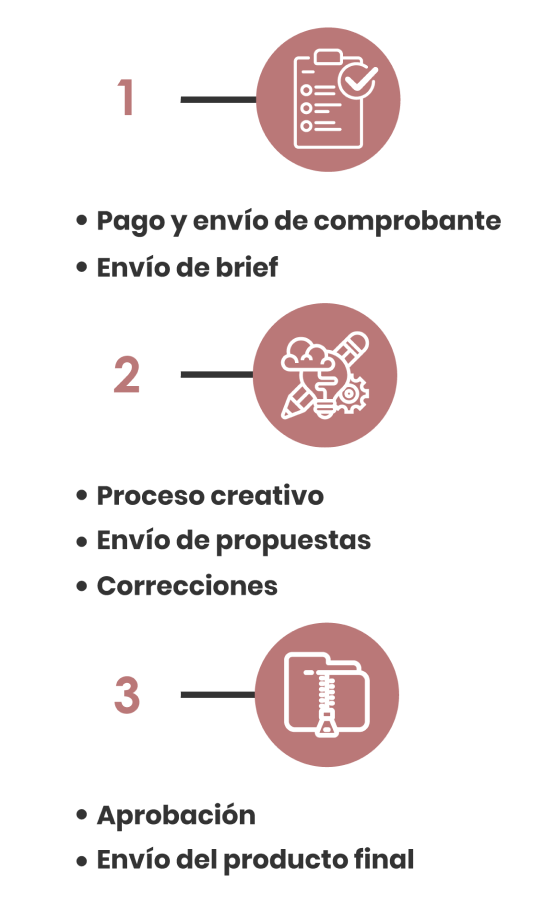 1
• Pago y envío de comprobante
• Envío de brief
2
• Proceso creativo
• Envío de propuestas
• Correcciones
3
• Aprobación
• Envío del producto final